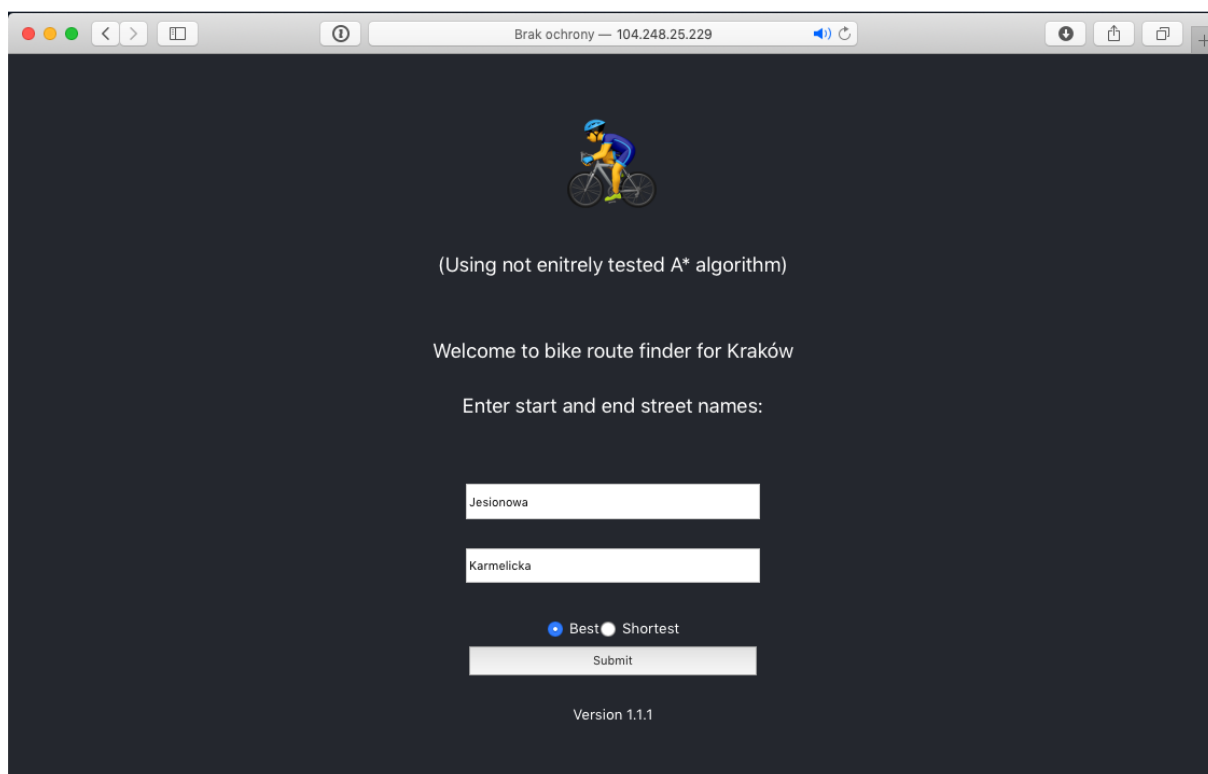 Brak ochrony — 104.248.25.229
(Using not enitrely tested A* algorithm)
Welcome to bike route finder for Kraków
Enter start and end street names:
Jesionowa
Karmelicka
Best Shortest
Submit
Version 1.1.1